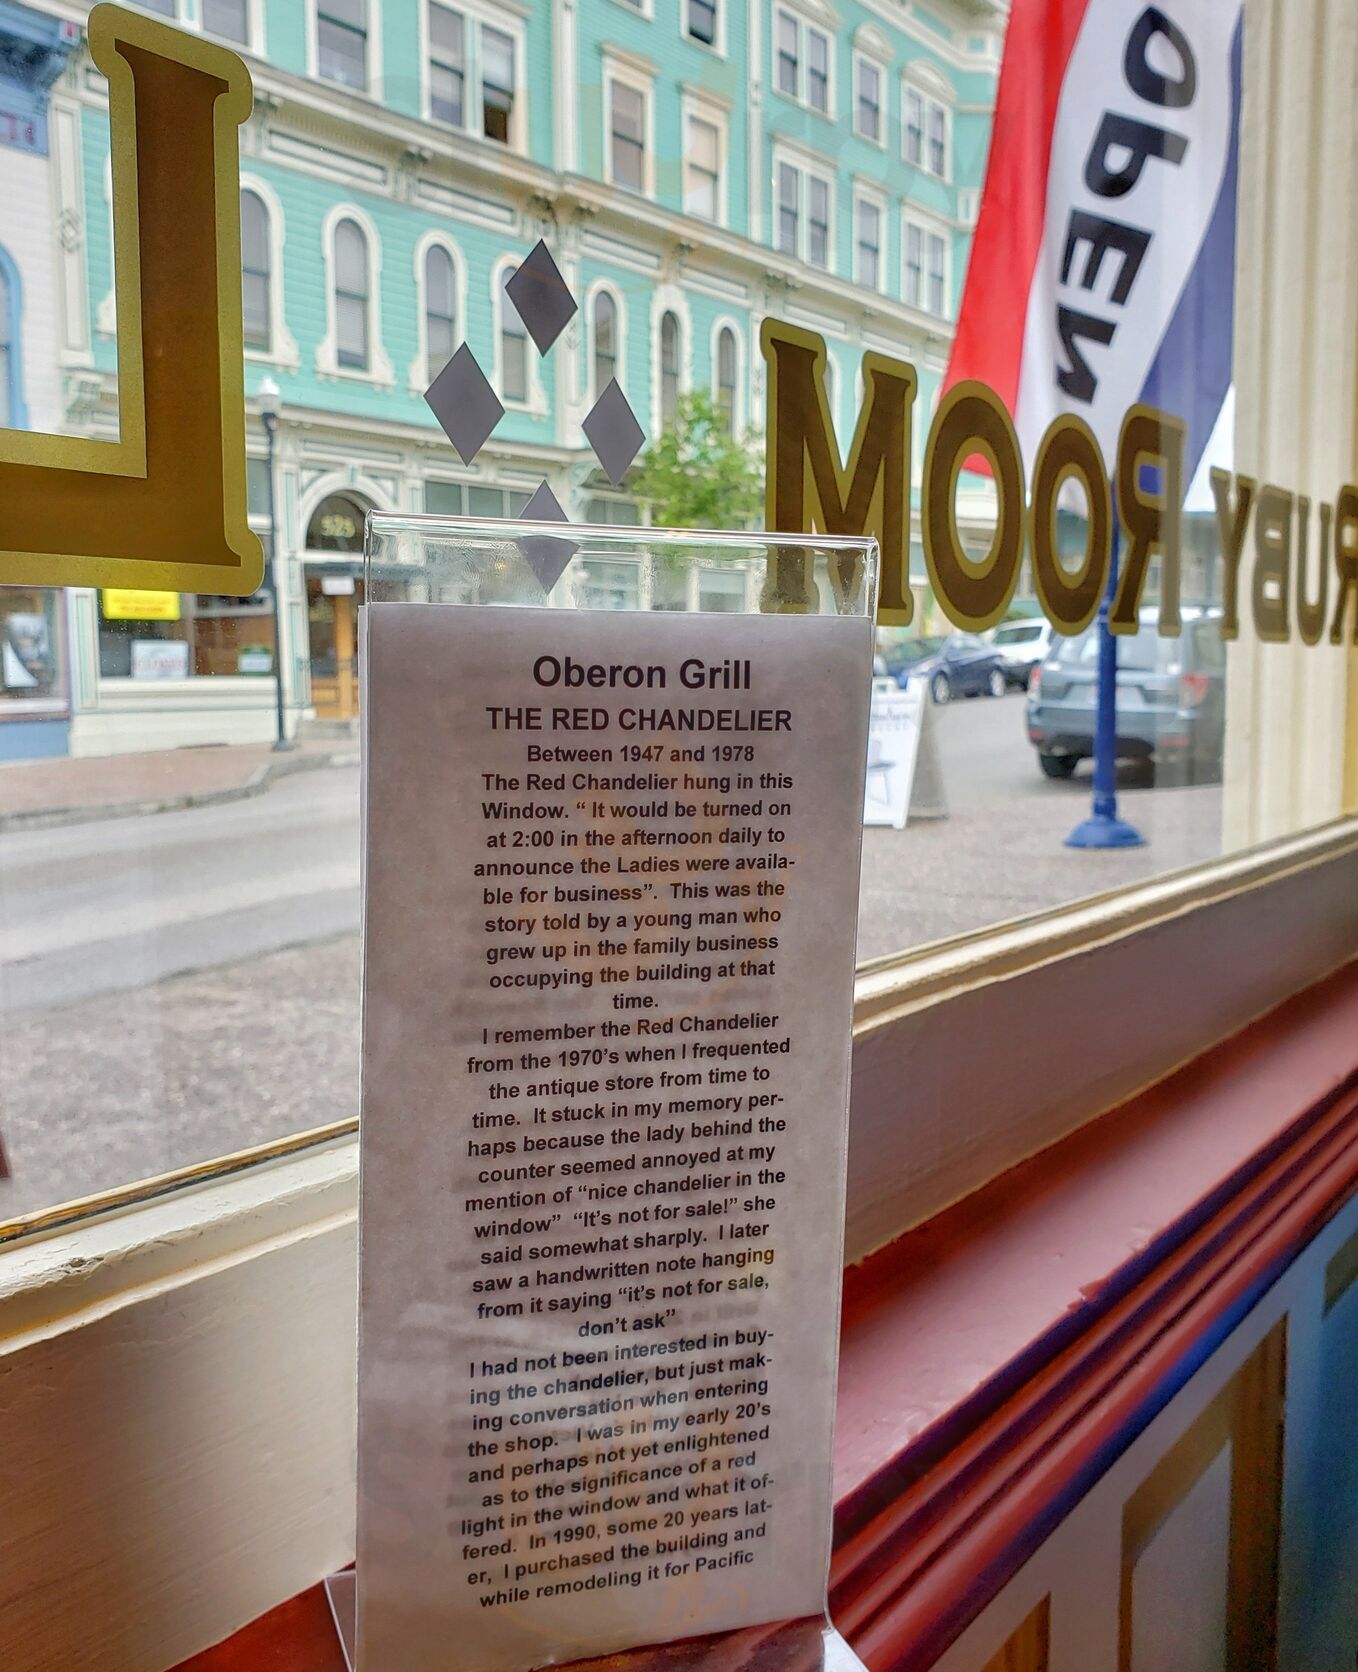 OPEN
L
RUBY ROOM
Oberon Grill
THE RED CHANDELIER
Between 1947 and 1978
The Red Chandelier hung in this
Window. “ It would be turned on
at 2:00 in the afternoon daily to
announce the Ladies were availa-
ble for business”. This was the
story told by a young man who
grew up in the family business
occupying the building at that
time.
I remember the Red Chandelier
from the 1970’s when I frequented
the antique store from time to
time. It stuck in my memory per-
haps because the lady behind the
counter seemed annoyed at my
mention of “nice chandelier in the
window” “It’s not for sale!” she
said somewhat sharply. I later
saw a handwritten note hanging
from it saying “it’s not for sale,
don’t ask”
I had not been interested in buy-
ing the chandelier, but just mak-
ing conversation when entering
the shop. I was in my early 20’s
and perhaps not yet enlightened
as to the significance of a red
light in the window and what it of-
fered. In 1990, some 20 years lat-
er, I purchased the building and
while remodeling it for Pacific